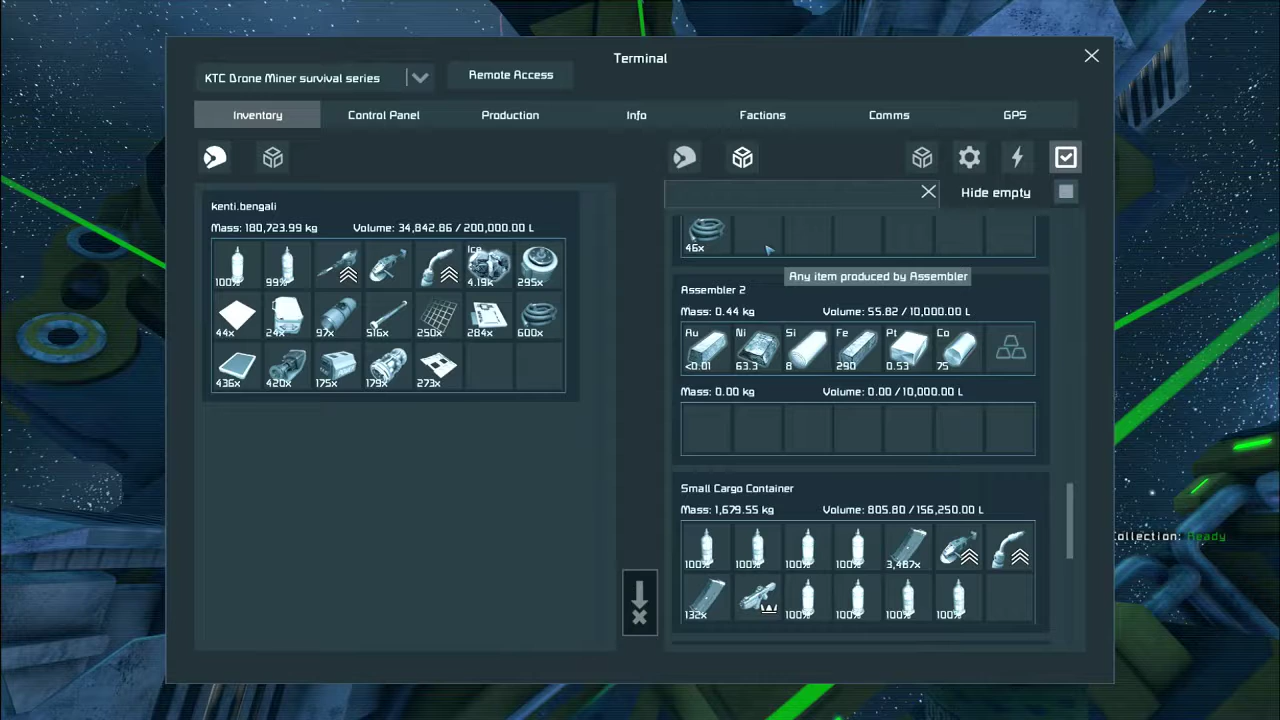 Terminal
KTC Drone Miner survival series
Remote Access
Inventory
Control Panel
Production
Info
Factions
Comms
GPS
Hide empty
kenti.bengali
Mass: 180,723.99 kg
Volume: 34,842.86 / 200,000.00 L
100%
99%
Ice
4.19k
295x
44x
24x
97x
516x
250x
284x
600x
436x
420x
175x
179x
273x
46x
Any item produced by Assembler
Assembler 2
Mass: 0.44 kg
Volume: 55.82 / 10,000.00 L
Au
Ni
Si
Fe
Pt
Co
<0.01
63.3
8
290
0.53
75
Mass: 0.00 kg
Volume: 0.00 / 10,000.00 L
Small Cargo Container
Mass: 1,679.55 kg
Volume: 805.80 / 156,250.00 L
100%
100%
100%
100%
3,487x
132x
100%
100%
100%
100%
ollection: Ready